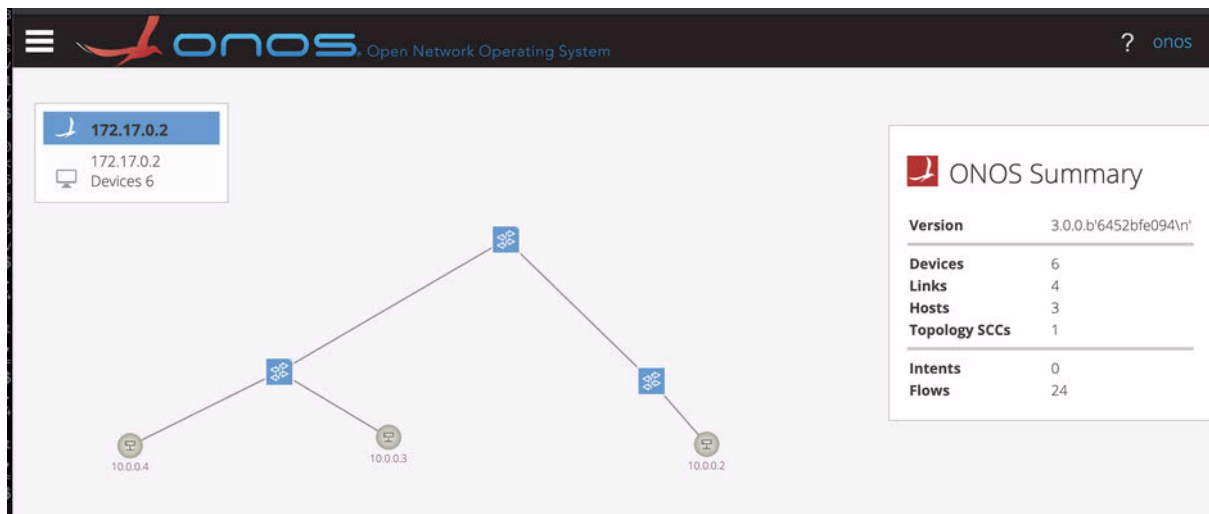 onos. Open Network Operating System
? onos
172.17.0.2
172.17.0.2
Devices 6
ONOS Summary
Version 3.0.0.b'6452bfe094\n'
Devices 6
Links 4
Hosts 3
Topology SCCs 1
Intents 0
Flows 24
10.0.0.4
10.0.0.3
10.0.0.2